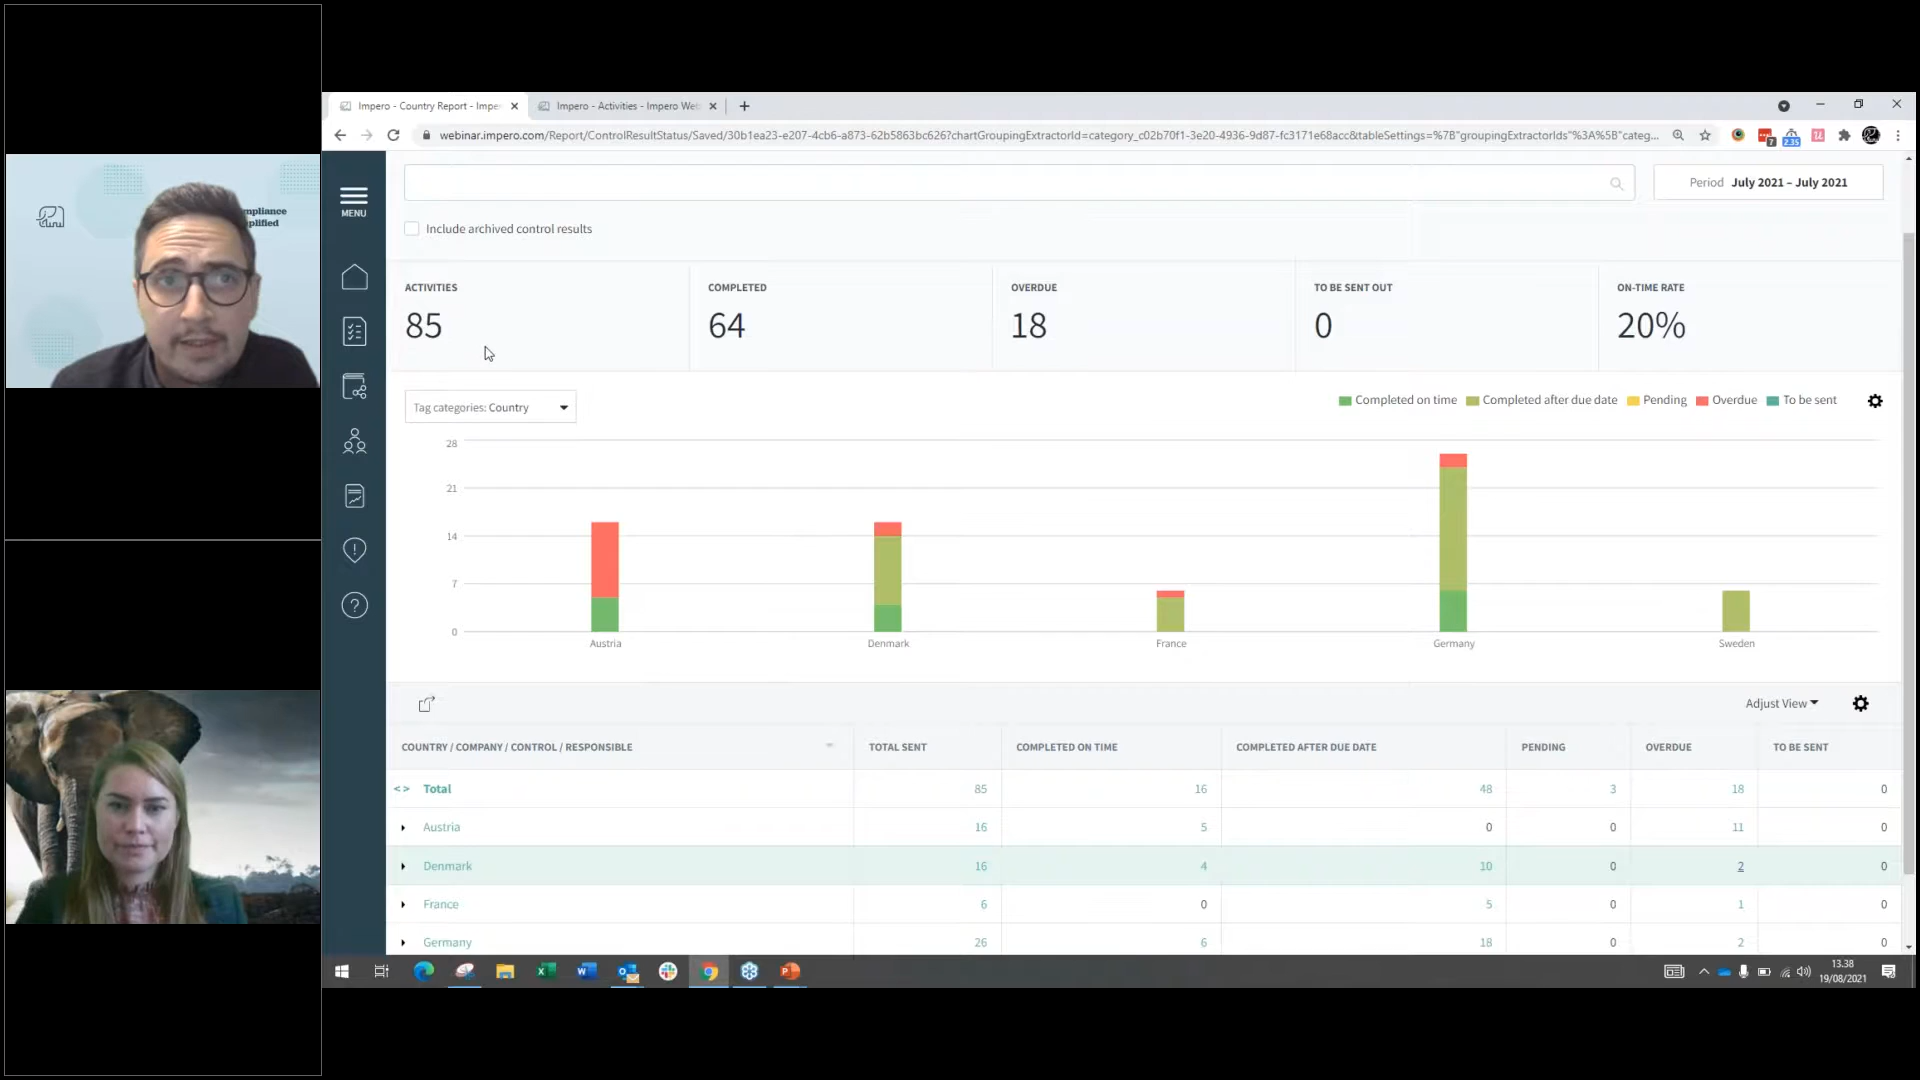 mpliance
plified
Impero - Country Report - Impe
Impero - Activities - Impero Web
webinar.impero.com/Report/ControlResultStatus/Saved/30b1ea23-e207-4cb6-a873-62b5863bc626?chartGroupingExtractorId=category_c02b70f1-3e20-4936-9d87-fc3171e68acc&tableSettings=%7B"groupingExtractorIds"%3A%5B"categ...
7
2.35
MENU
Period July 2021 – July 2021
Include archived control results
ACTIVITIES
85
COMPLETED
64
OVERDUE
18
TO BE SENT OUT
0
ON-TIME RATE
20%
Tag categories: Country
Completed on time
Completed after due date
Pending
Overdue
To be sent
28
21
14
7
0
Austria
Denmark
France
Germany
Sweden
Adjust View
COUNTRY / COMPANY / CONTROL / RESPONSIBLE TOTAL SENT COMPLETED ON TIME COMPLETED AFTER DUE DATE PENDING OVERDUE TO BE SENT
<> Total 85 16 48 3 18 0
Austria 16 5 0 0 11 0
Denmark 16 4 10 0 2 0
France 6 0 5 0 1 0
Germany 26 6 18 0 2 0
13.38
19/08/2021